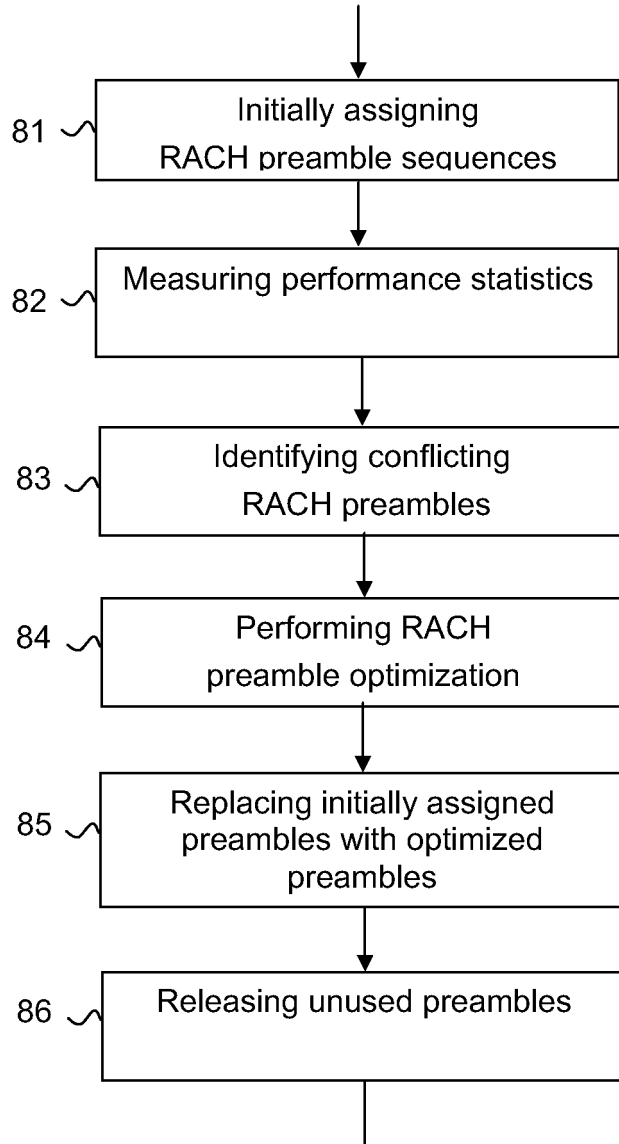 81
Initially assigning
RACH preamble sequences
82
Measuring performance statistics
83
Identifying conflicting
RACH preambles
84
Performing RACH
preamble optimization
85
Replacing initially assigned
preambles with optimized
preambles
86
Releasing unused preambles